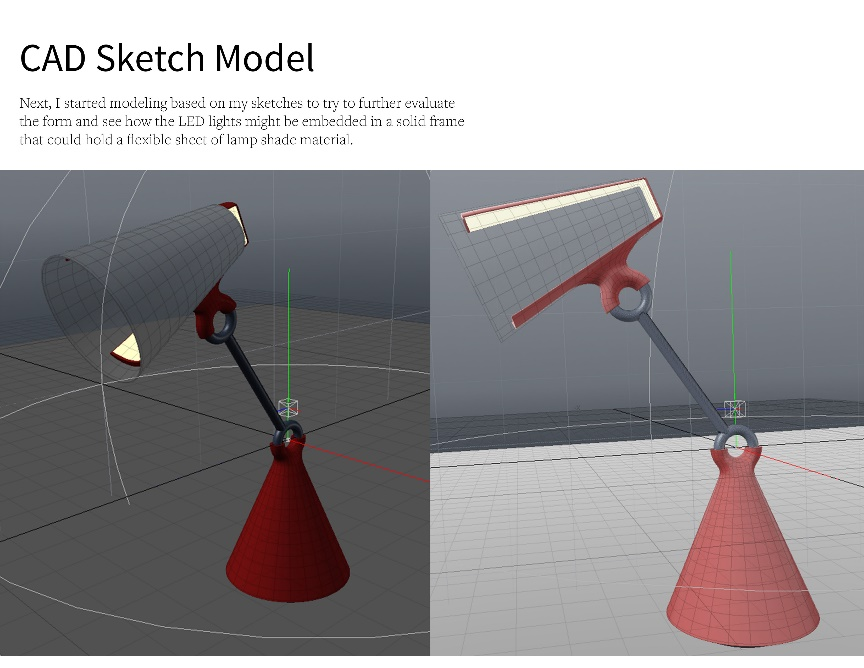 CAD Sketch Model
Next, I started modeling based on my sketches to try to further evaluate
the form and see how the LED lights might be embedded in a solid frame
that could hold a flexible sheet of lamp shade material.